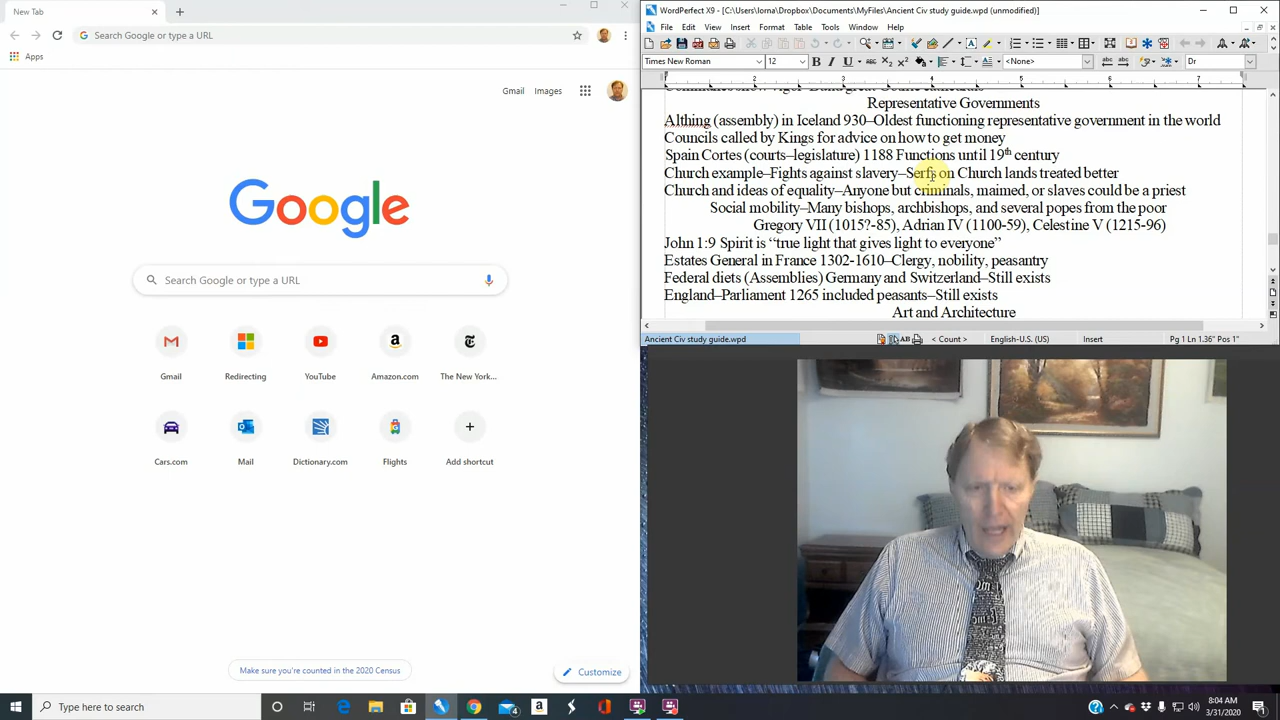 New Tab
Search Google or type a URL
Apps
Gmail
Images
Google
Search Google or type a URL
Gmail
Redirecting
YouTube
Amazon.com
The New York...
Cars.com
Mail
Dictionary.com
Flights
Add shortcut
Make sure you're counted in the 2020 Census
Customize
WordPerfect X9 - [C:\Users\lorna\Dropbox\Documents\MyFiles\Ancient Civ study guide.wpd (unmodified)]
File Edit View Insert Format Table Tools Window Help
Times New Roman 12 <None> Dr
2 3 4 5 6 7
Representative Governments
Althing (assembly) in Iceland 930–Oldest functioning representative government in the world
Councils called by Kings for advice on how to get money
Spain Cortes (courts–legislature) 1188 Functions until 19th century
Church example–Fights against slavery–Serfs on Church lands treated better
Church and ideas of equality–Anyone but criminals, maimed, or slaves could be a priest
Social mobility–Many bishops, archbishops, and several popes from the poor
Gregory VII (1015?-85), Adrian IV (1100-59), Celestine V (1215-96)
John 1:9 Spirit is “true light that gives light to everyone”
Estates General in France 1302-1610–Clergy, nobility, peasantry
Federal diets (Assemblies) Germany and Switzerland–Still exists
England–Parliament 1265 included peasants–Still exists
Art and Architecture
Ancient Civ study guide.wpd
AB < Count > English-U.S. (US) Insert Pg 1 Ln 1.36" Pos 1"
Type here to search
8:04 AM
3/31/2020